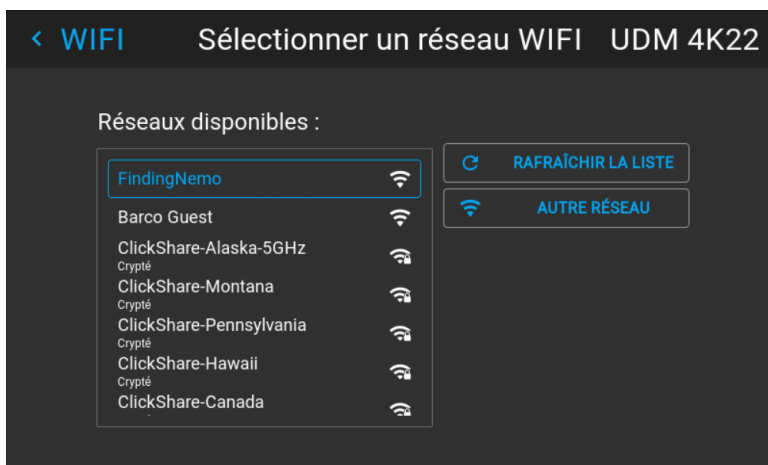 WIFI Sélectionner un réseau WIFI UDM 4K22
Réseaux disponibles :
FindingNemo
Barco Guest
ClickShare-Alaska-5GHz
Crypté
ClickShare-Montana
Crypté
ClickShare-Pennsylvania
Crypté
ClickShare-Hawaii
Crypté
ClickShare-Canada
RAFRAÎCHIR LA LISTE
AUTRE RÉSEAU